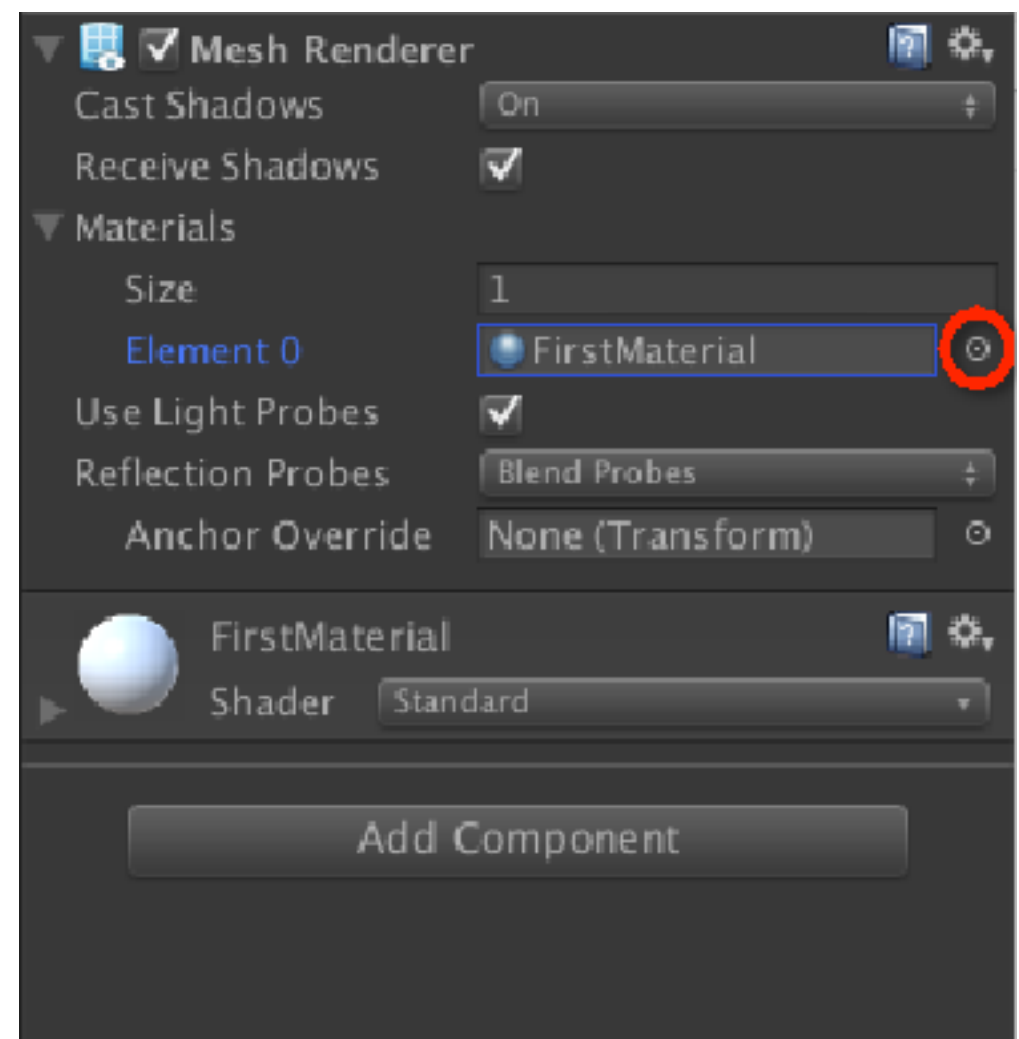 Mesh Renderer
Cast Shadows On
Receive Shadows
Materials
Size 1
Element 0 FirstMaterial
Use Light Probes
Reflection Probes Blend Probes
Anchor Override None (Transform)
FirstMaterial
Shader Standard
Add Component